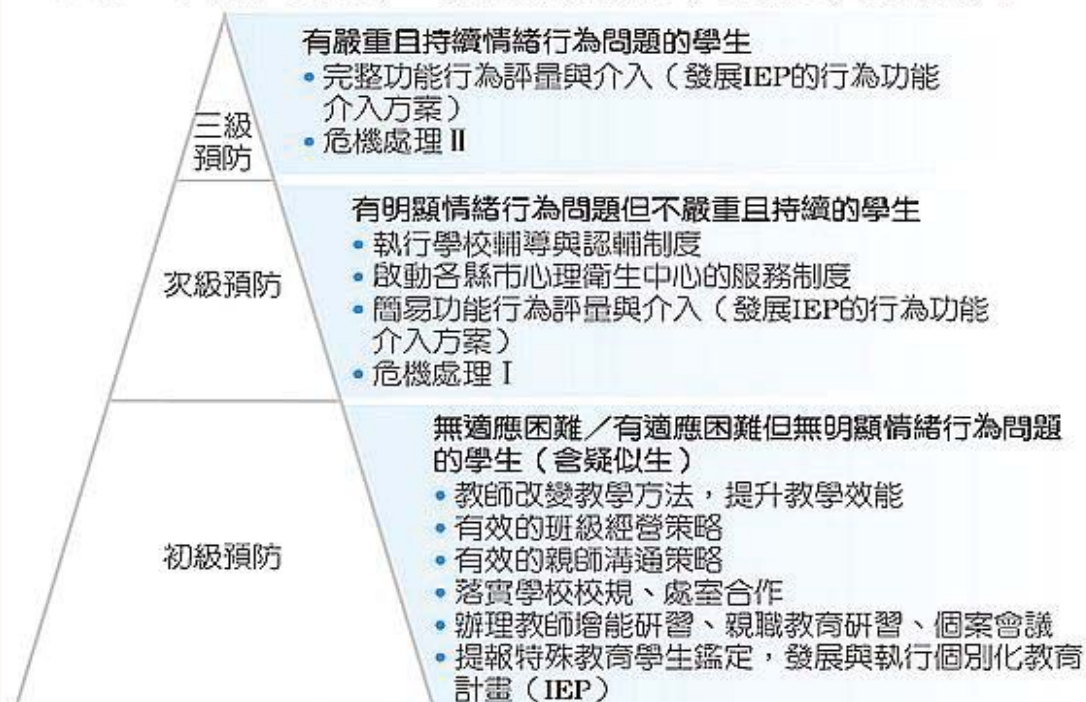 有嚴重且持續情緒行為問題的學生
• 完整功能行為評量與介入（發展IEP的行為功能
介入方案）
• 危機處理Ⅱ
三級
預防
有明顯情緒行為問題但不嚴重且持續的學生
• 執行學校輔導與認輔制度
• 啟動各縣市心理衛生中心的服務制度
• 簡易功能行為評量與介入（發展IEP的行為功能
介入方案）
• 危機處理Ⅰ
次級預防
無適應困難／有適應困難但無明顯情緒行為問題
的學生（含疑似生）
• 教師改變教學方法，提升教學效能
• 有效的班級經營策略
• 有效的親師溝通策略
• 落實學校校規、處室合作
• 辦理教師增能研習、親職教育研習、個案會議
• 提報特殊教育學生鑑定，發展與執行個別化教育
計畫（IEP）
初級預防